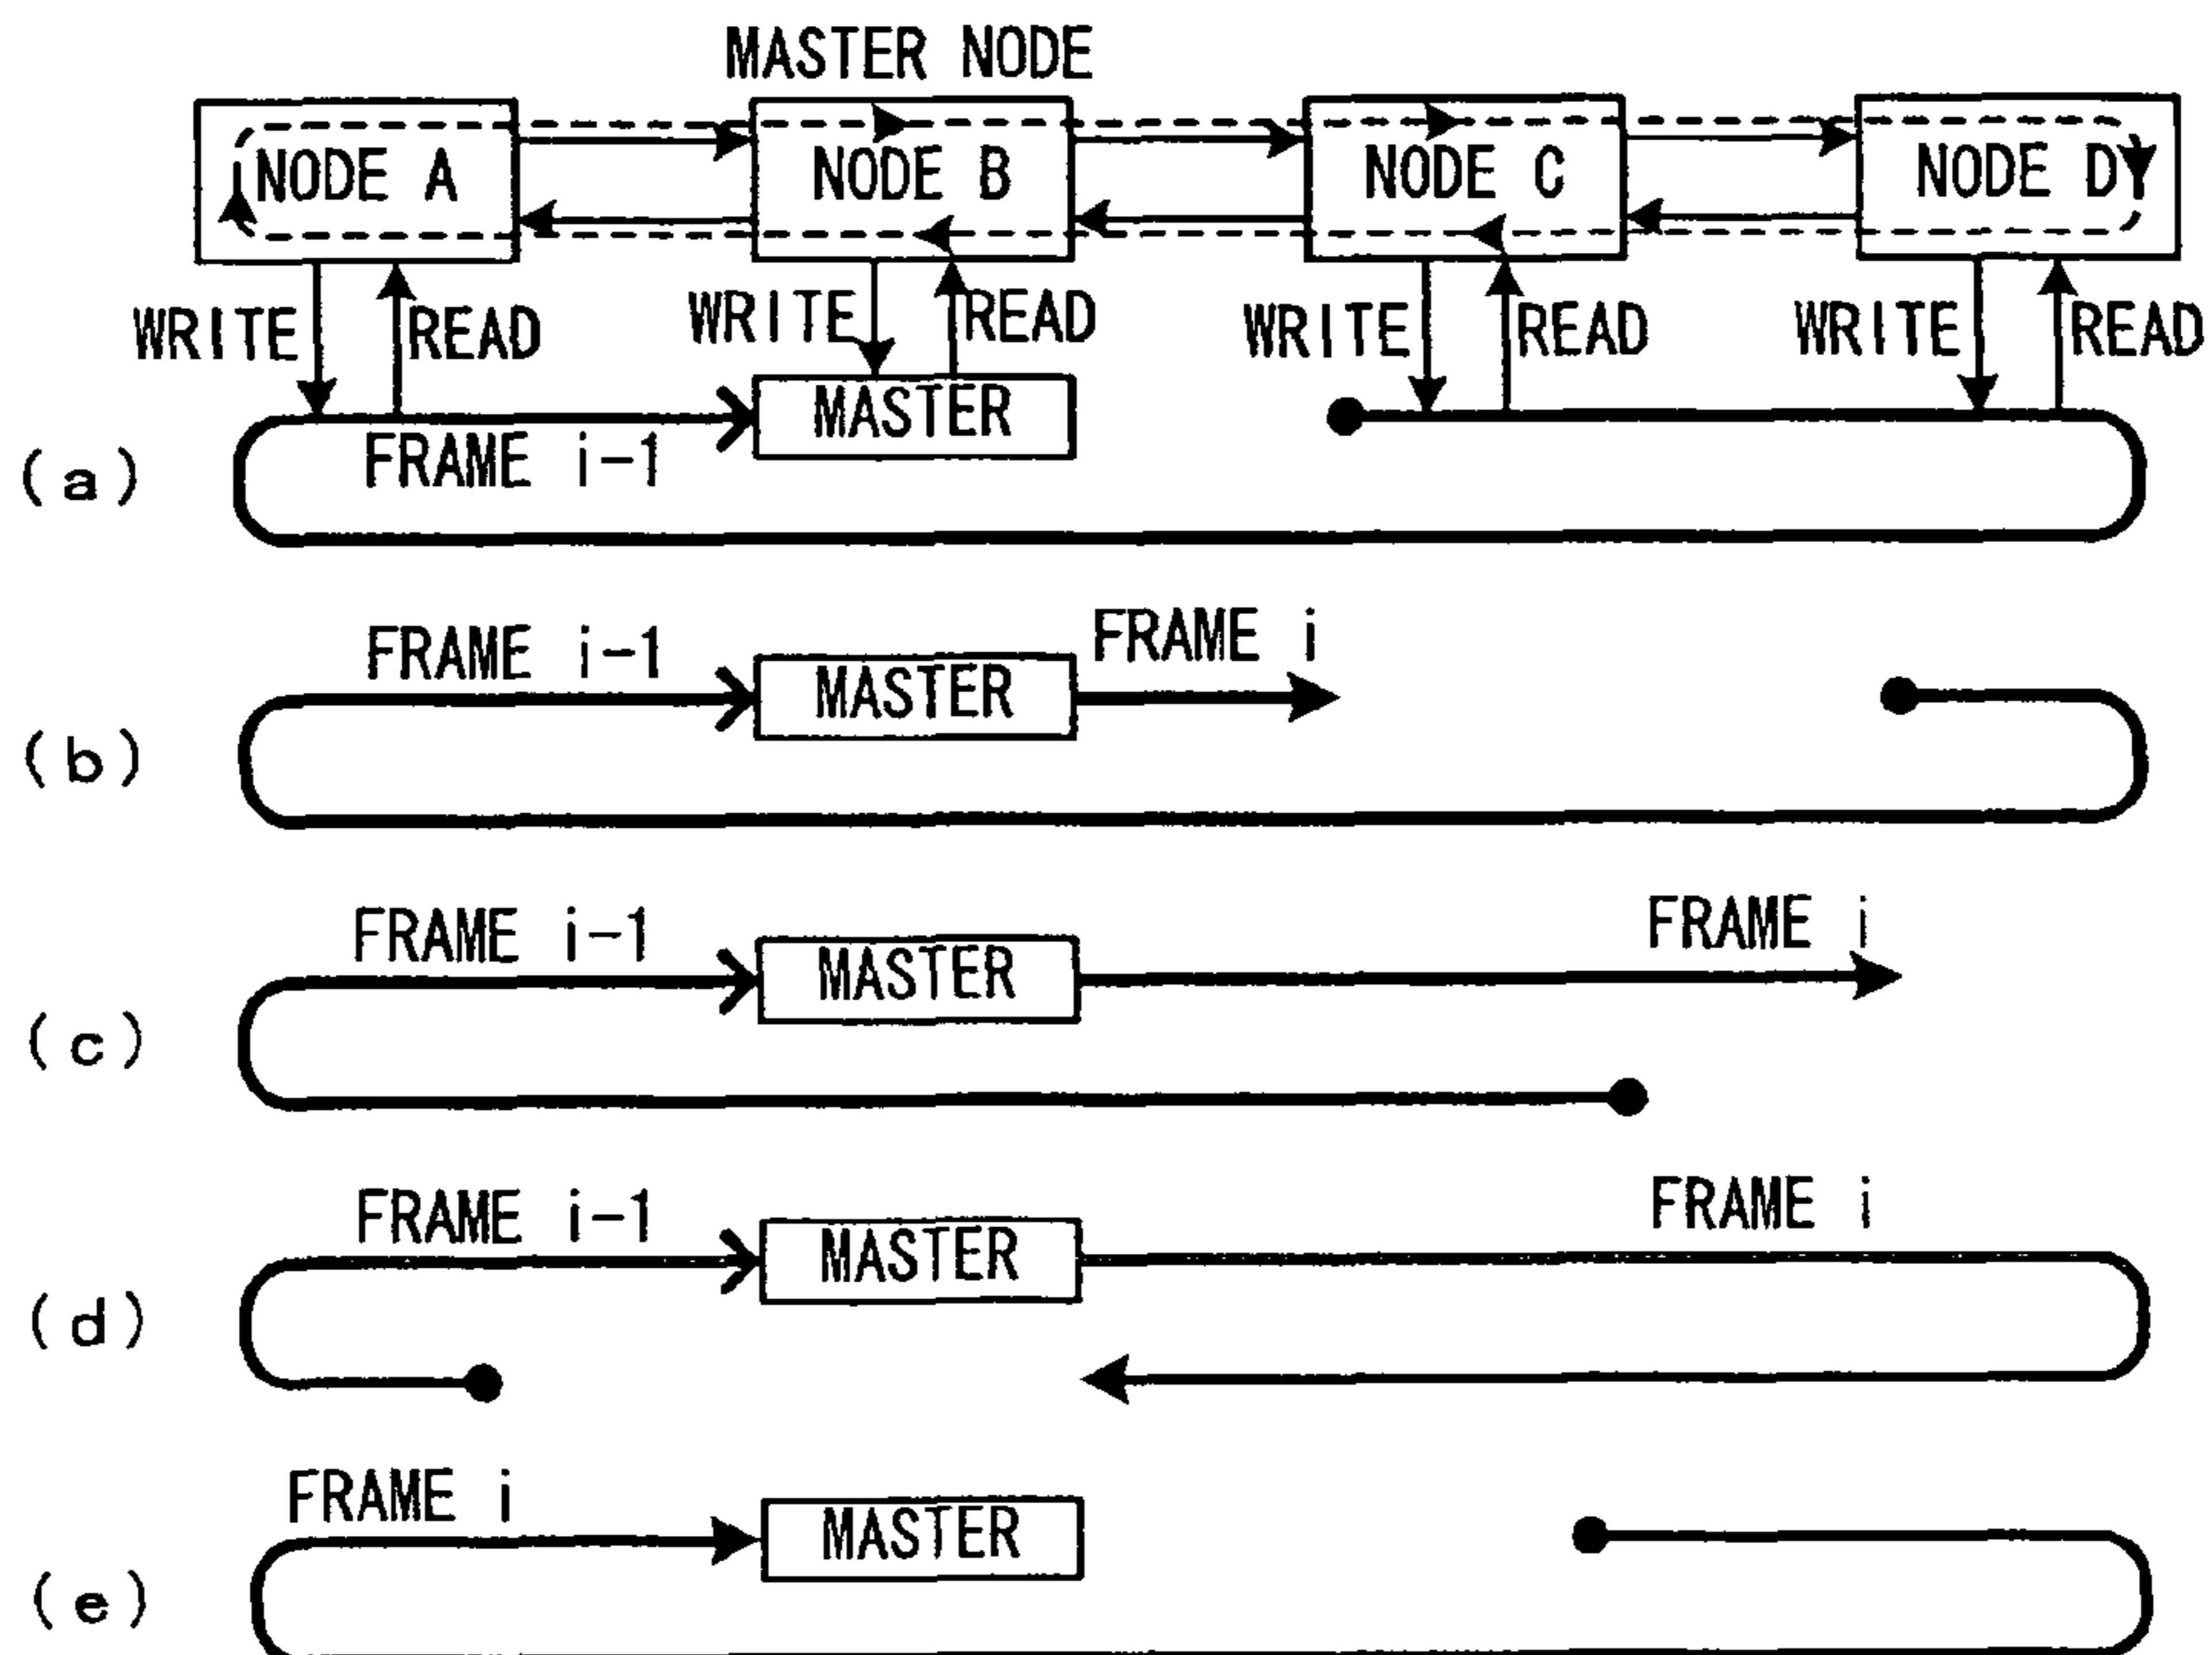 MASTER NODE
NODE A NODE B NODE C NODE D
WRITE READ WRITE READ WRITE READ WRITE READ
MASTER
(a) FRAME i-1
FRAME i-1 MASTER FRAME i
(b)
FRAME i-1 MASTER FRAME i
(c)
FRAME i-1 MASTER FRAME i
(d)
FRAME i MASTER
(e)